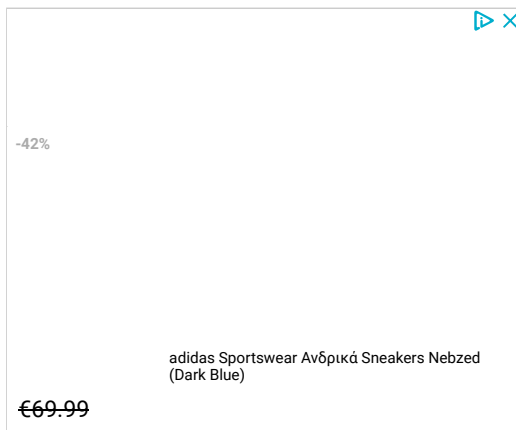 -42%
adidas Sportswear Ανδρικά Sneakers Nebzed
(Dark Blue)
€69.99